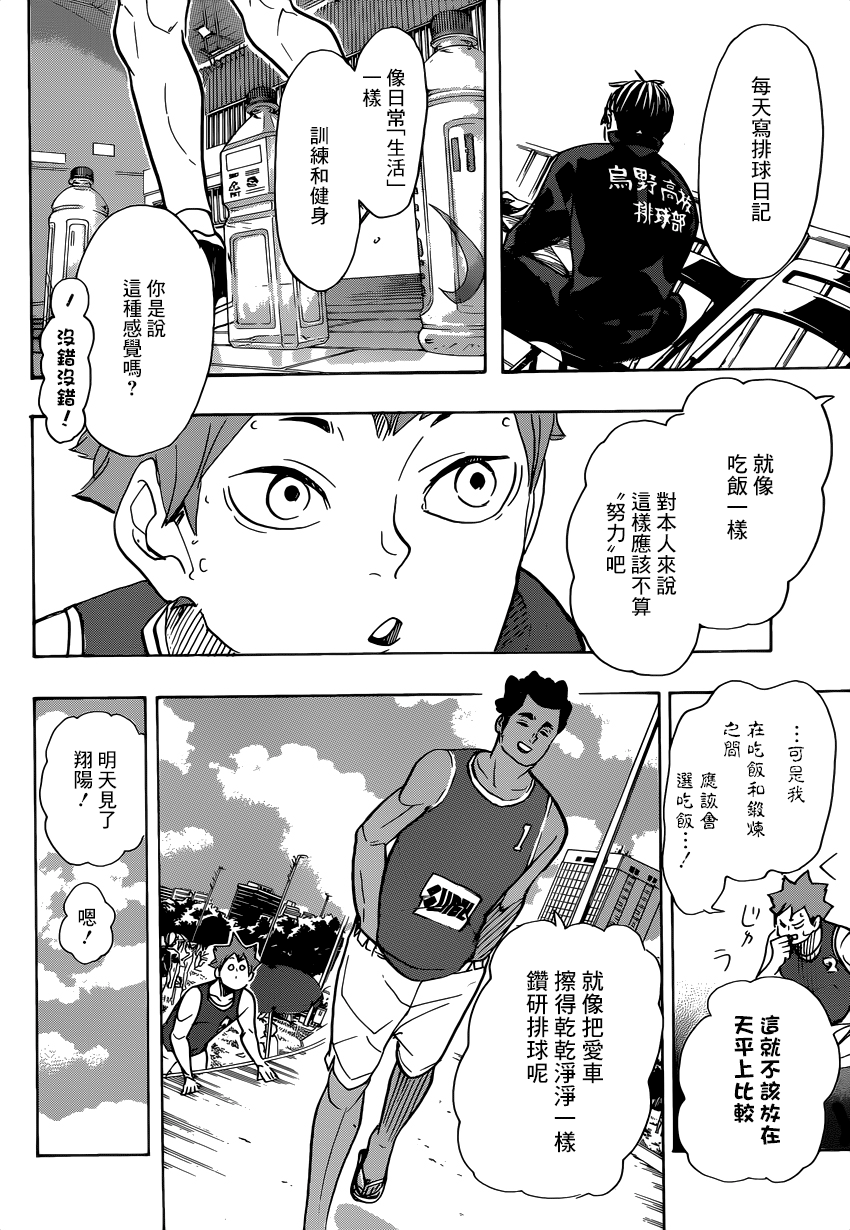 每天寫排球日記
烏野高校
排球部
像日常「生活」
一樣
訓練和健身
你是說
這種感覺嗎？
！沒錯沒錯！
就像
吃飯一樣
對本人來說
這樣應該不算
〝努力〞吧
…可是我
在吃飯和鍛煉
之間
應該會
選吃飯…！
じゅう
2
這就不該放在
天平上比較
1
就像把愛車
擦得乾乾淨淨一樣
鑽研排球呢
明天見了
翔陽！
嗯！